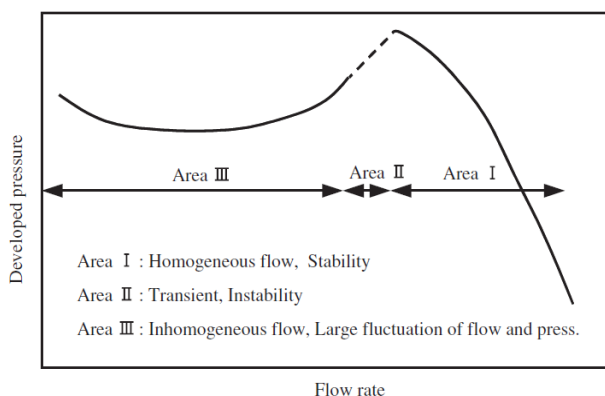 Developed pressure
Area Ⅲ
Area Ⅱ
Area Ⅰ
Area Ⅰ : Homogeneous flow, Stability
Area Ⅱ : Transient, Instability
Area Ⅲ : Inhomogeneous flow, Large fluctuation of flow and press.
Flow rate